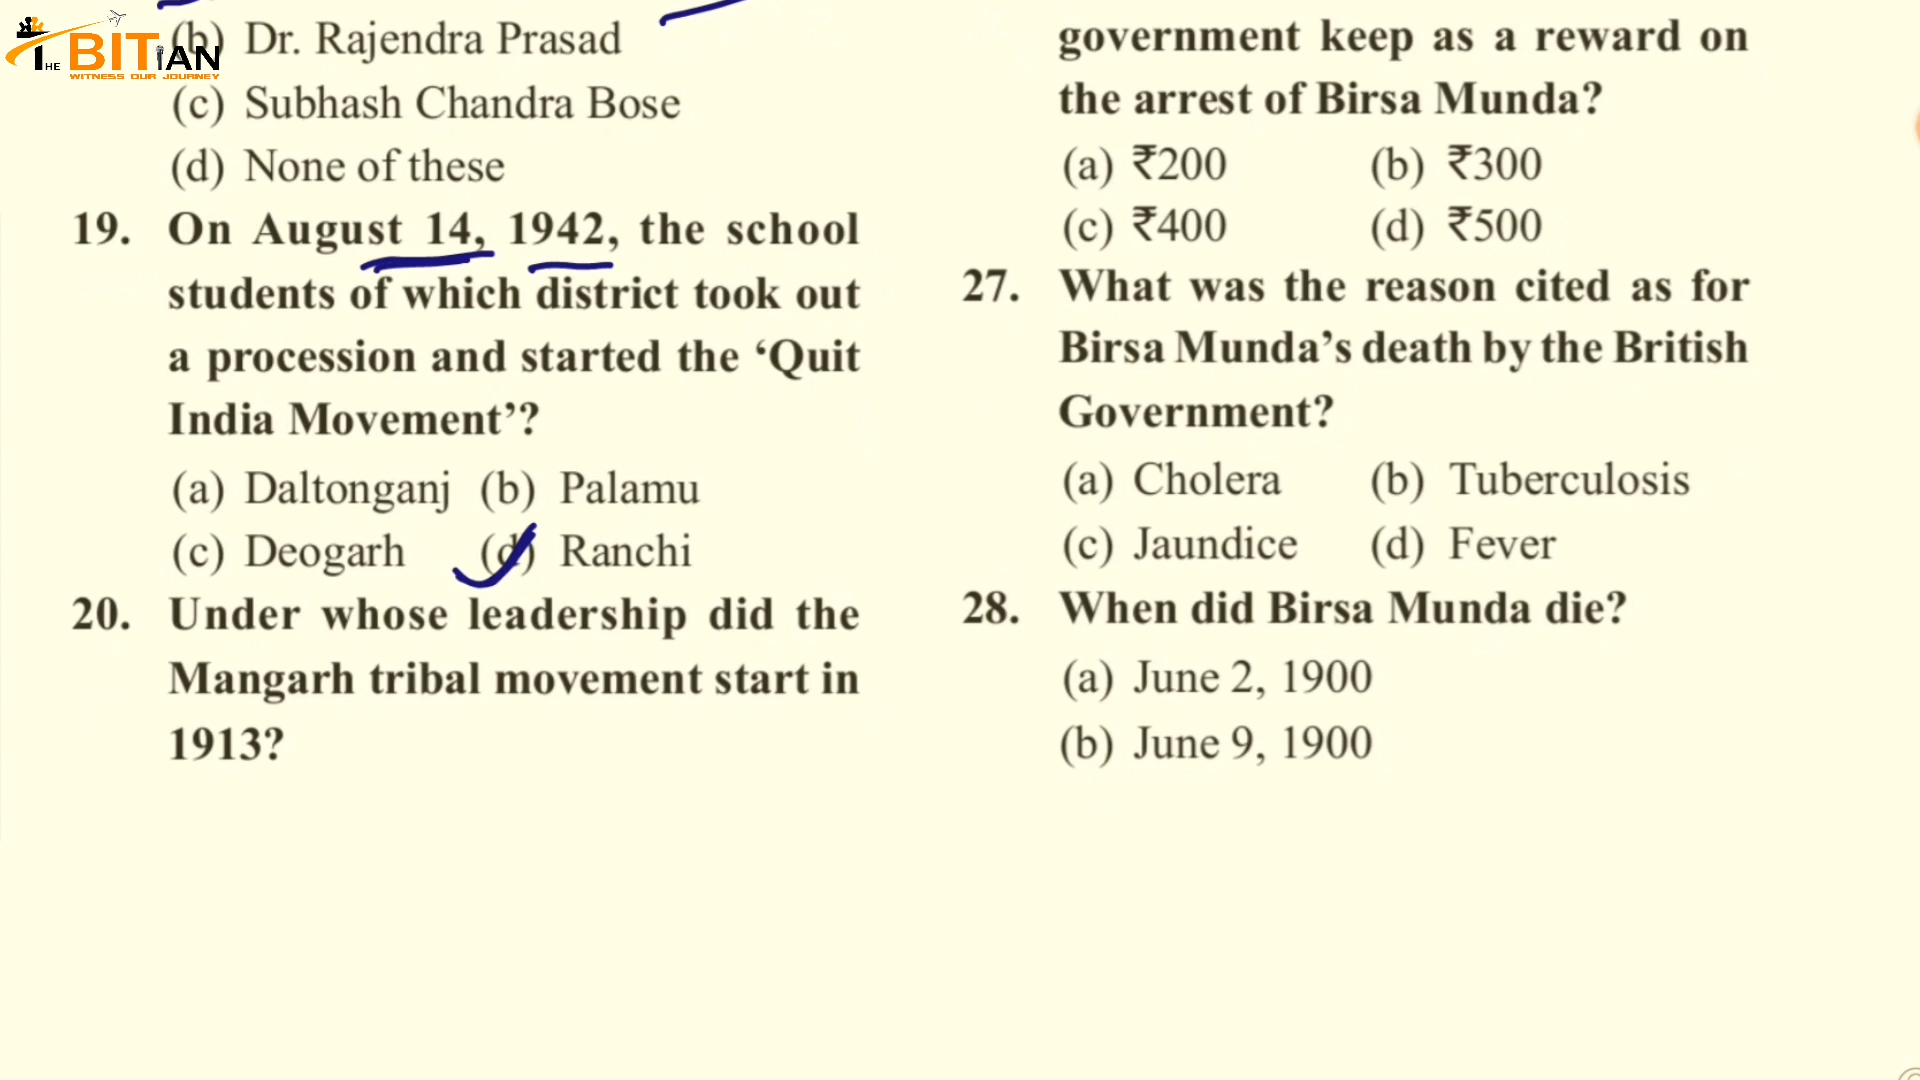 THE BITIAN
WITNESS OUR JOURNEY
(b) Dr. Rajendra Prasad
(c) Subhash Chandra Bose
(d) None of these
19. On August 14, 1942, the school
students of which district took out
a procession and started the ‘Quit
India Movement’?
(a) Daltonganj (b) Palamu
(c) Deogarh (d) Ranchi
20. Under whose leadership did the
Mangarh tribal movement start in
1913?
government keep as a reward on
the arrest of Birsa Munda?
(a) ₹200 (b) ₹300
(c) ₹400 (d) ₹500
27. What was the reason cited as for
Birsa Munda’s death by the British
Government?
(a) Cholera (b) Tuberculosis
(c) Jaundice (d) Fever
28. When did Birsa Munda die?
(a) June 2, 1900
(b) June 9, 1900